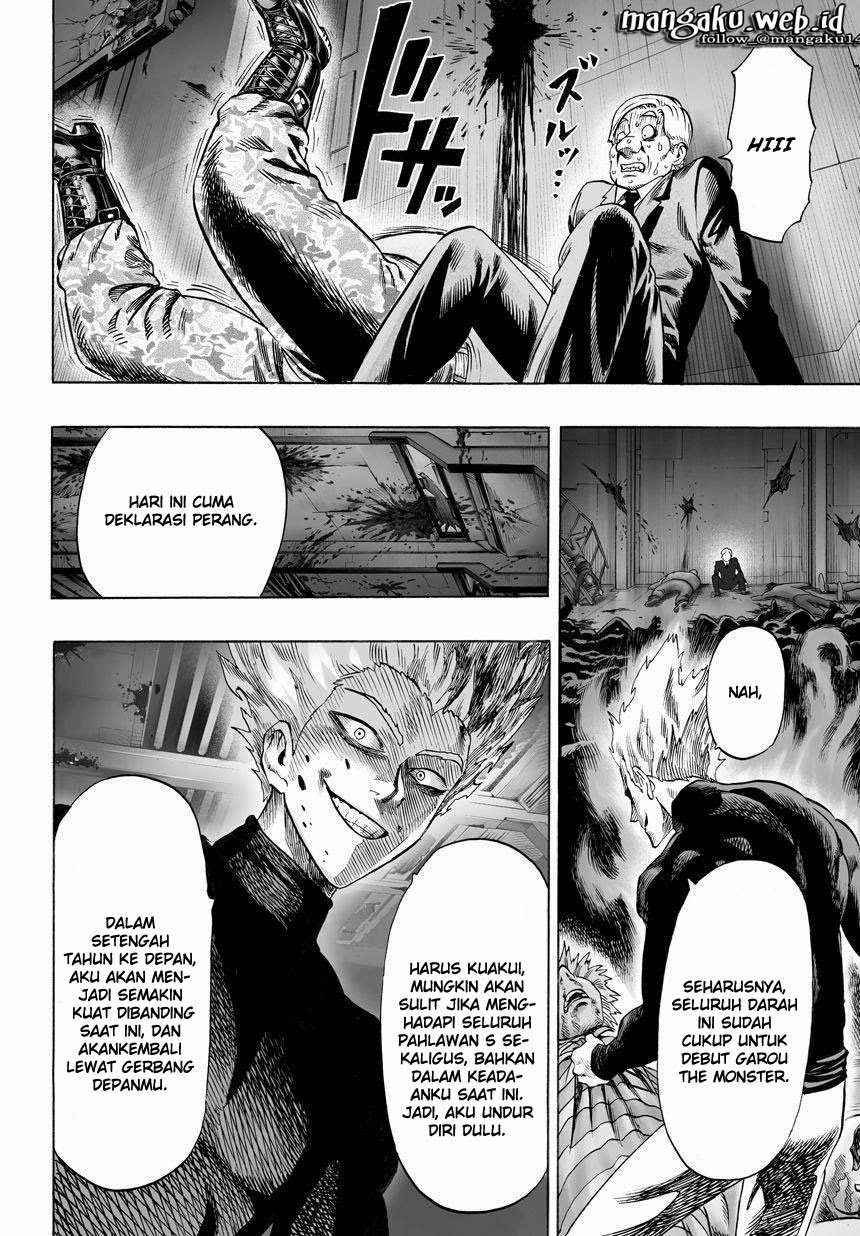 mangaku.web.id
follow_@mangaku14
HIII
ズルッ…
ドドッ
NAH,
SEHARUSNYA,
SELURUH DARAH
INI SUDAH
CUKUP UNTUK
DEBUT GAROU
THE MONSTER.
HARI INI CUMA
DEKLARASI PERANG.
HARUS KUAKUI,
MUNGKIN AKAN
SULIT JIKA MENG-
HADAPI SELURUH
PAHLAWAN S SE-
KALIGUS, BAHKAN
DALAM KEADA-
ANKU SAAT INI.
JADI, AKU UNDUR
DIRI DULU.
DALAM
SETENGAH
TAHUN KE DEPAN,
AKU AKAN MEN-
JADI SEMAKIN
KUAT DIBANDING
SAAT INI, DAN
AKANKEMBALI
LEWAT GERBANG
DEPANMU.